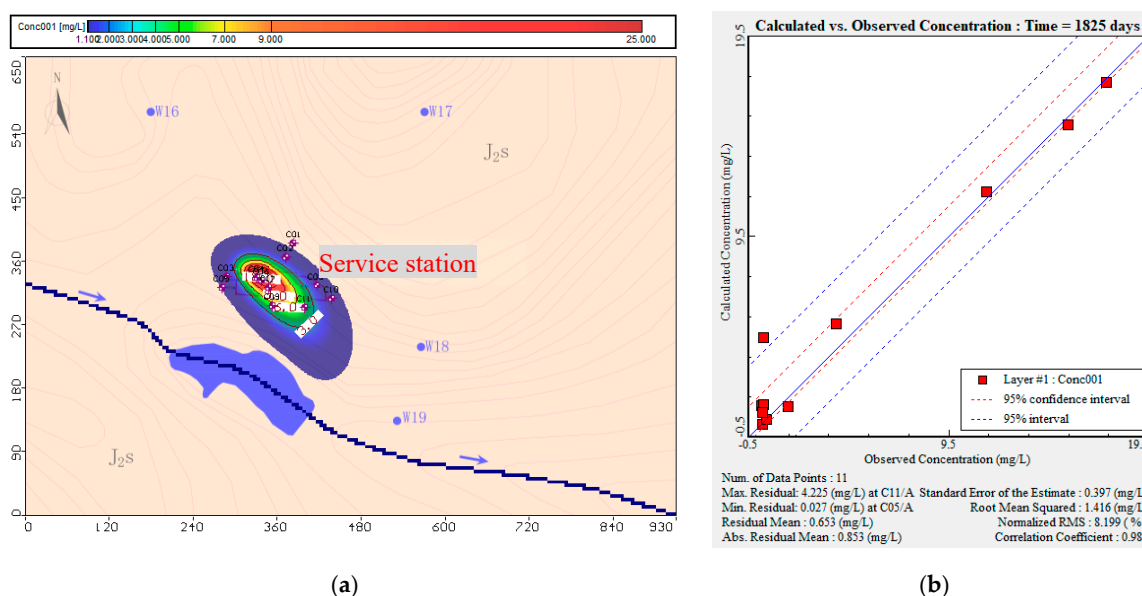 Conc001 [mg/L]
1.100 2.000 3.000 4.000 5.000 7.000 9.000 25.000
650
540
450
360
270
180
90
0
N
W16
W17
J2s
C01
C02
Service station
C03
C10
C11
W18
W19
J2s
0 120 240 360 480 600 720 840 930
(a)
Calculated vs. Observed Concentration : Time = 1825 days
19.5
9.5
-0.5
Calculated Concentration (mg/L)
-0.5 9.5 19.
Observed Concentration (mg/L)
Layer #1 : Conc001
95% confidence interval
95% interval
Num. of Data Points : 11
Max. Residual: 4.225 (mg/L) at C11/A Standard Error of the Estimate : 0.397 (mg/L
Min. Residual: 0.027 (mg/L) at C05/A Root Mean Squared : 1.416 (mg/L
Residual Mean : 0.653 (mg/L) Normalized RMS : 8.199 ( %
Abs. Residual Mean : 0.853 (mg/L) Correlation Coefficient : 0.98
(b)